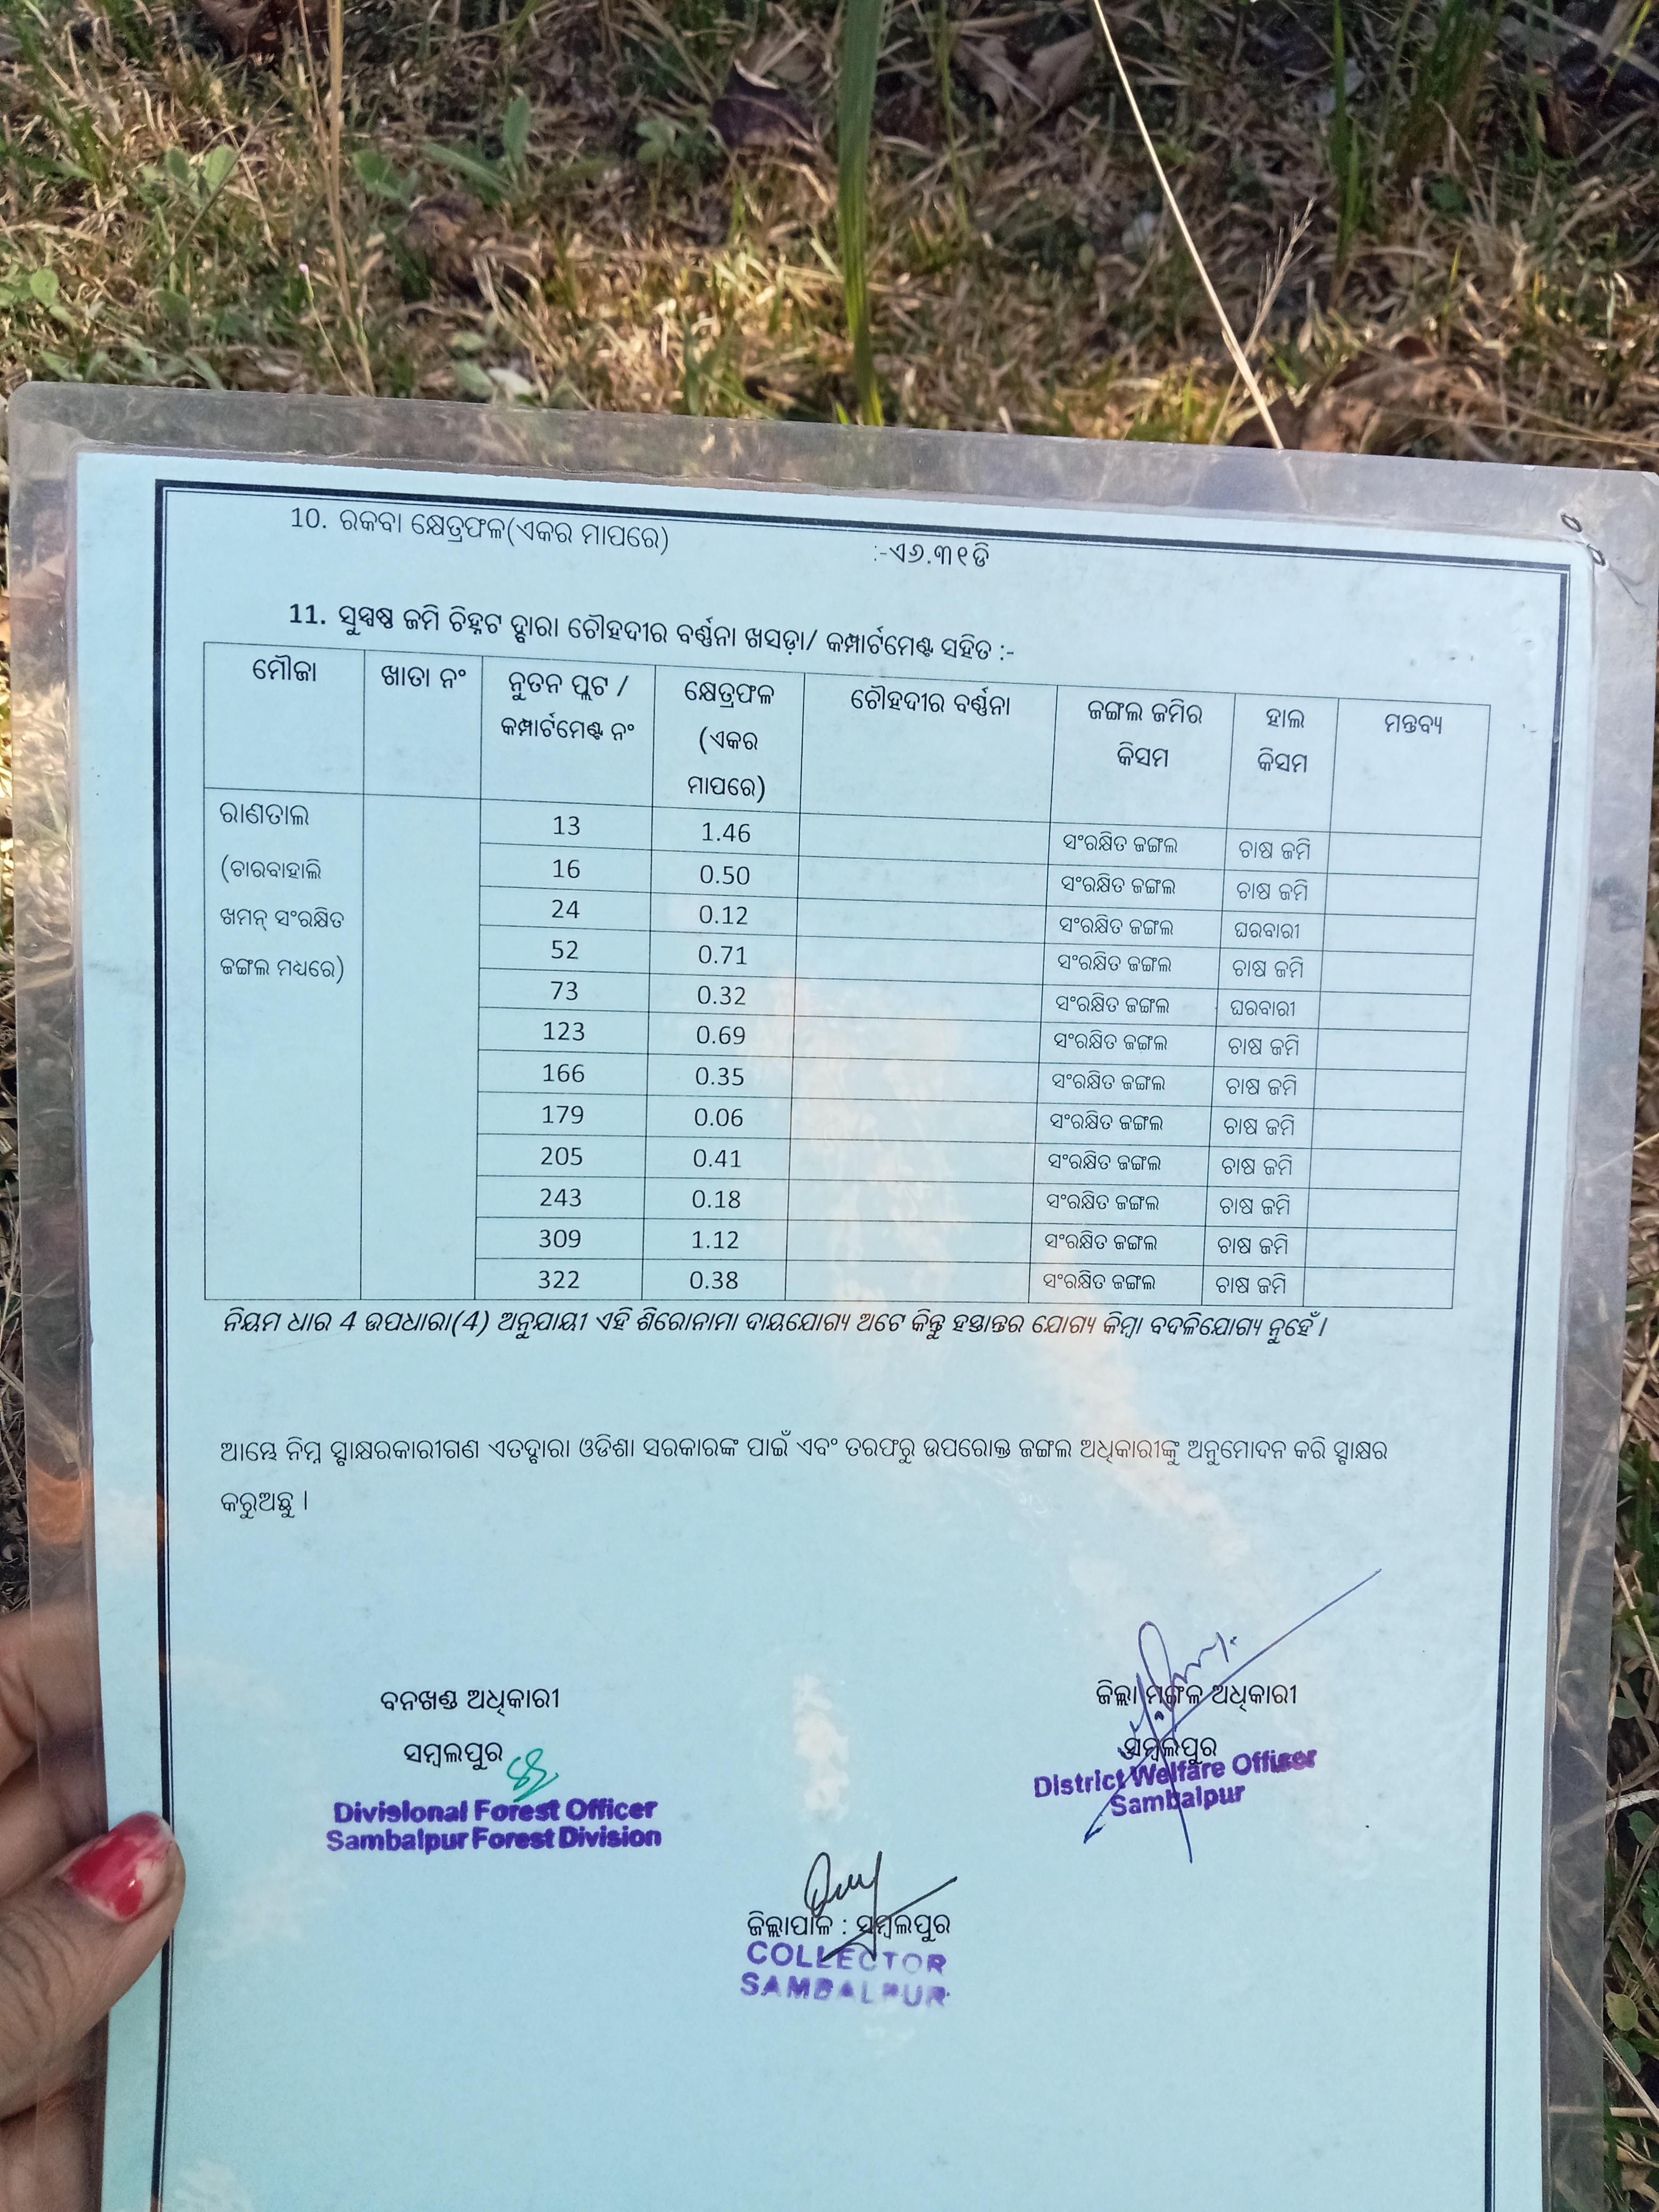 10. ରକବା କ୍ଷେତ୍ରଫଳ(ଏକର ମାପରେ) :-ଏ୬.୩୧ଡି
11. ସୁସ୍ପଷ୍ଠ ଜମି ଚିହ୍ନଟ ଦ୍ୱାରା ଚୌହଦୀର ବର୍ଣ୍ଣନା ଖସଡ଼ା/ କମ୍ପାର୍ଟମେଣ୍ଟ ସହିତ :-
ମୌଜା ଖାତା ନଂ ନୁତନ ପ୍ଲଟ / କ୍ଷେତ୍ରଫଳ ଚୌହଦୀର ବର୍ଣ୍ଣନା ଜଙ୍ଗଲ ଜମିର ହାଲ ମନ୍ତବ୍ୟ
କମ୍ପାର୍ଟମେଣ୍ଟ ନଂ (ଏକର କିସମ କିସମ
ମାପରେ)
ରାଣତାଲ 13 1.46 ସଂରକ୍ଷିତ ଜଙ୍ଗଲ ଚାଷ ଜମି
(ଚାରବାହାଲି 16 0.50 ସଂରକ୍ଷିତ ଜଙ୍ଗଲ ଚାଷ ଜମି
ଖମନ୍ ସଂରକ୍ଷିତ 24 0.12 ସଂରକ୍ଷିତ ଜଙ୍ଗଲ ଘରବାରୀ
ଜଙ୍ଗଲ ମଧ୍ୟରେ) 52 0.71 ସଂରକ୍ଷିତ ଜଙ୍ଗଲ ଚାଷ ଜମି
73 0.32 ସଂରକ୍ଷିତ ଜଙ୍ଗଲ ଘରବାରୀ
123 0.69 ସଂରକ୍ଷିତ ଜଙ୍ଗଲ ଚାଷ ଜମି
166 0.35 ସଂରକ୍ଷିତ ଜଙ୍ଗଲ ଚାଷ ଜମି
179 0.06 ସଂରକ୍ଷିତ ଜଙ୍ଗଲ ଚାଷ ଜମି
205 0.41 ସଂରକ୍ଷିତ ଜଙ୍ଗଲ ଚାଷ ଜମି
243 0.18 ସଂରକ୍ଷିତ ଜଙ୍ଗଲ ଚାଷ ଜମି
309 1.12 ସଂରକ୍ଷିତ ଜଙ୍ଗଲ ଚାଷ ଜମି
322 0.38 ସଂରକ୍ଷିତ ଜଙ୍ଗଲ ଚାଷ ଜମି
ନିୟମ ଧାର 4 ଉପଧାରା(4) ଅନୁଯାୟୀ ଏହି ଶିରୋନାମା ଦାୟଯୋଗ୍ୟ ଅଟେ କିନ୍ତୁ ହସ୍ତାନ୍ତର ଯୋଗ୍ୟ କିମ୍ବା ବଦଳିଯୋଗ୍ୟ ନୁହେଁ ।
ଆମ୍ଭେ ନିମ୍ନ ସ୍ବାକ୍ଷରକାରୀଗଣ ଏତଦ୍ବାରା ଓଡିଶା ସରକାରଙ୍କ ପାଇଁ ଏବଂ ତରଫରୁ ଉପରୋକ୍ତ ଜଙ୍ଗଲ ଅଧିକାରୀଙ୍କୁ ଅନୁମୋଦନ କରି ସ୍ବାକ୍ଷର
କରୁଅଛୁ ।
ବନଖଣ୍ଡ ଅଧିକାରୀ
ସମ୍ବଲପୁର
Divisional Forest Officer
Sambalpur Forest Division
ଜିଲ୍ଲା ମଙ୍ଗଳ ଅଧିକାରୀ
ସମ୍ବଲପୁର
District Welfare Officer
Sambalpur
ଜିଲ୍ଲାପାଳ : ସମ୍ବଲପୁର
COLLECTOR
SAMBALPUR